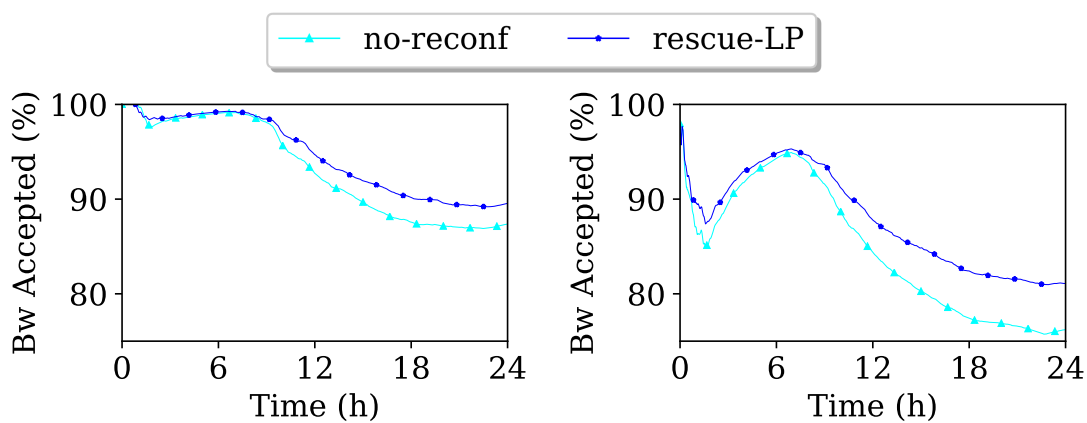 no-reconf rescue-LP
Bw Accepted (%)
100
90
80
0 6 12 18 24
Time (h)
Bw Accepted (%)
100
90
80
0 6 12 18 24
Time (h)